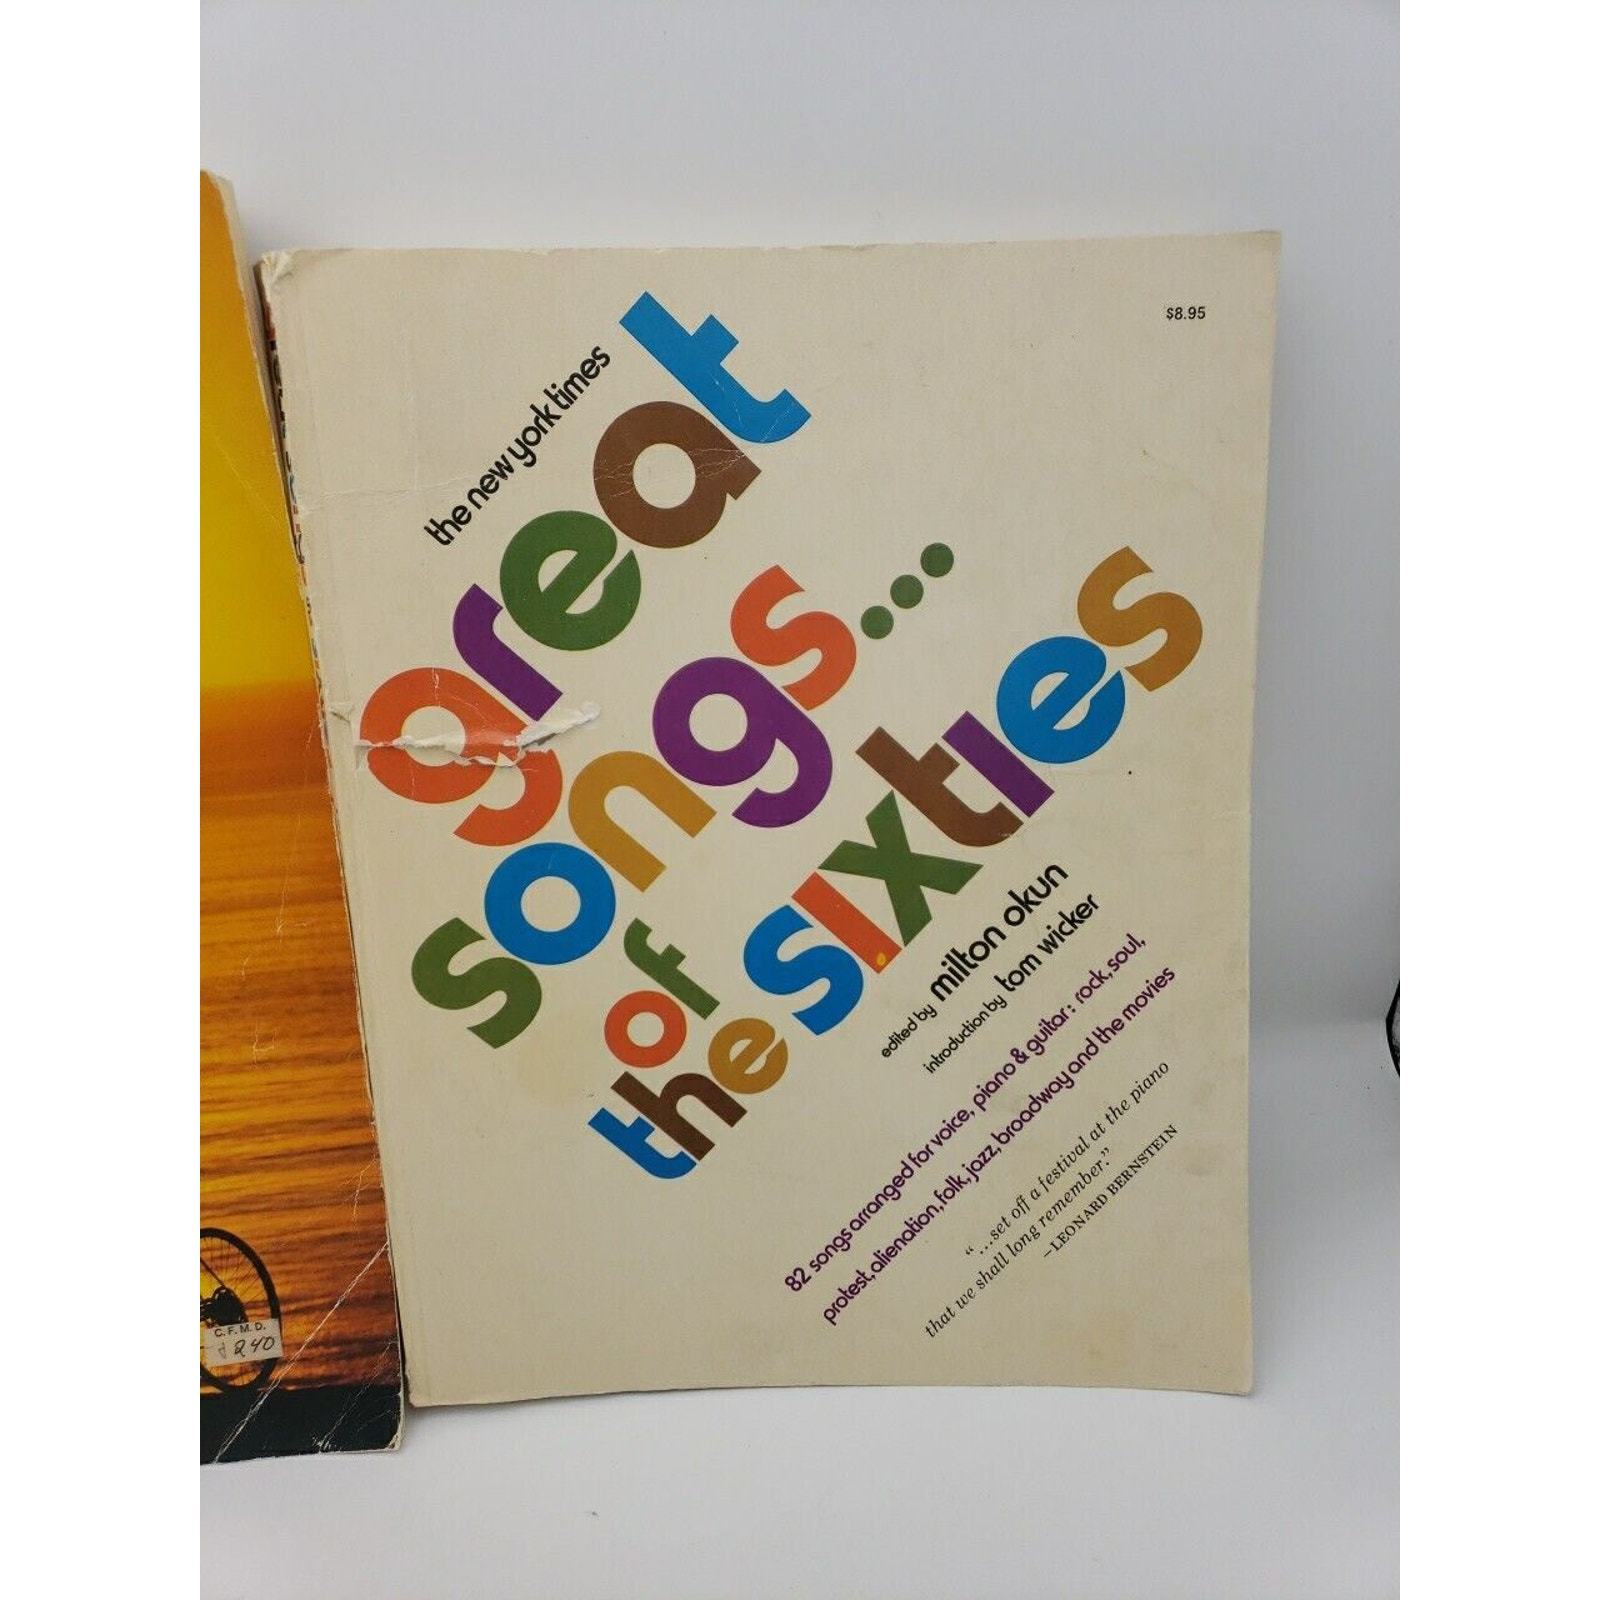 $8.95
the new york times
great
songs...
of
the sixties
edited by milton okun
introduction by tom wicker
82 songs arranged for voice, piano & guitar: rock, soul,
protest, alienation, folk, jazz, broadway and the movies
"...set off a festival at the piano
that we shall long remember."
–LEONARD BERNSTEIN
C.F.M.D.
240